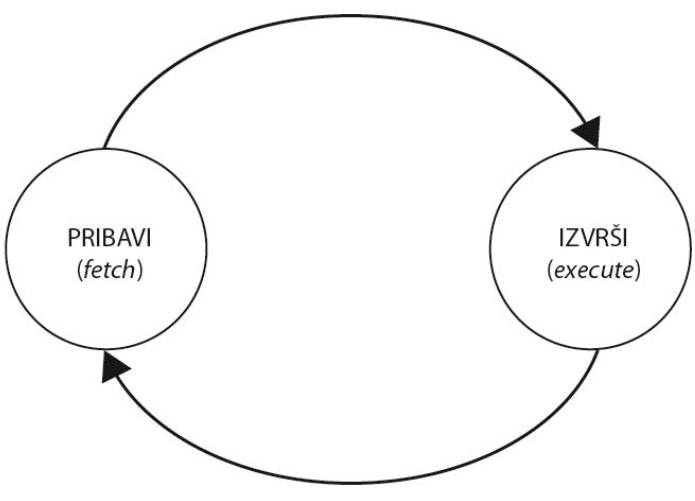 PRIBAVI
(fetch)
IZVRŠI
(execute)